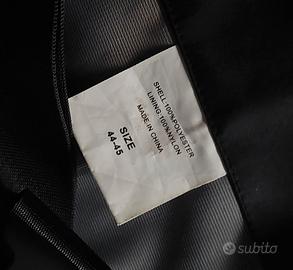 SHELL:100%POLYESTER
LINING:100%NYLON
MADE IN CHINA
SIZE
44-45
subito